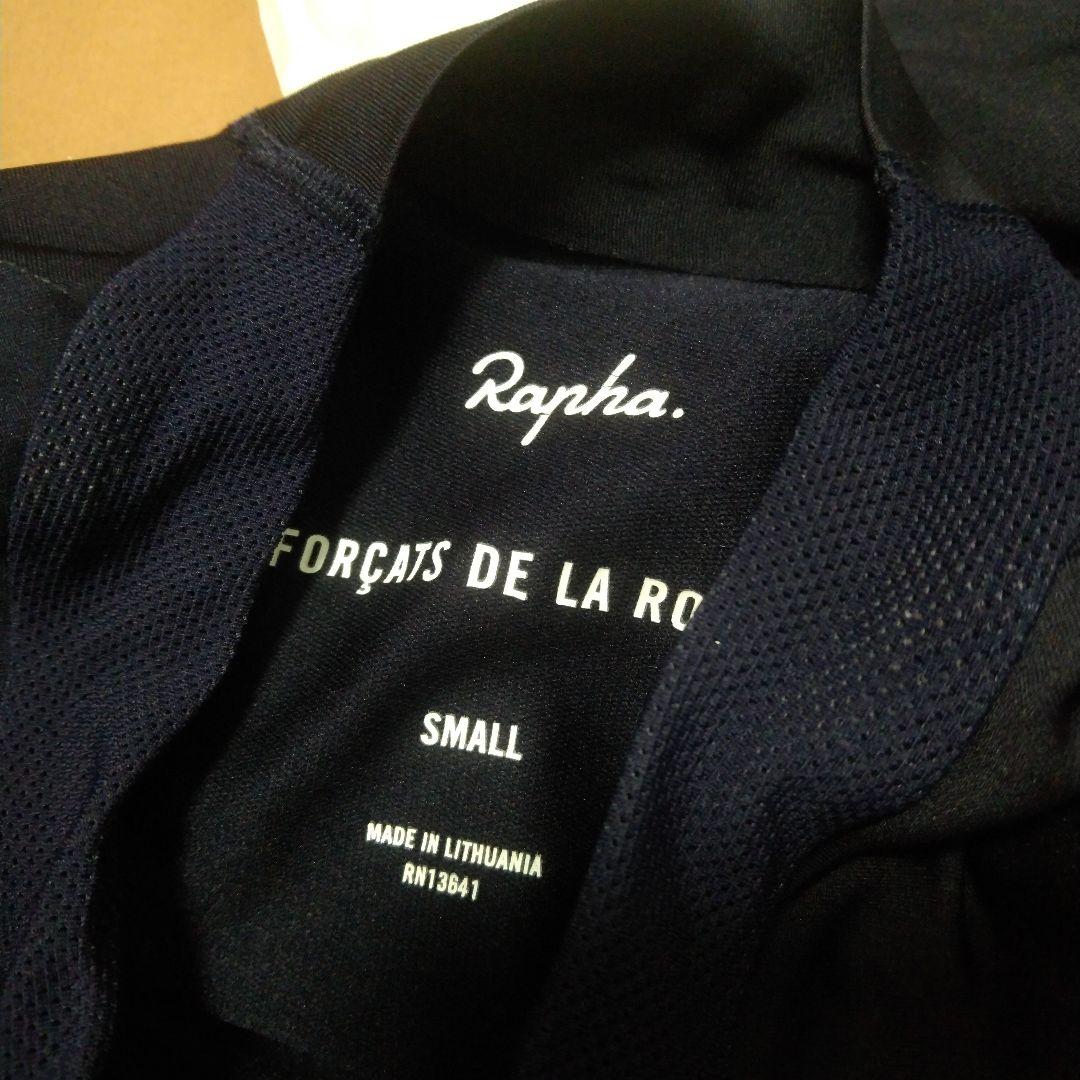 Rapha.
FORÇATS DE LA RO
SMALL
MADE IN LITHUANIA
RN13641